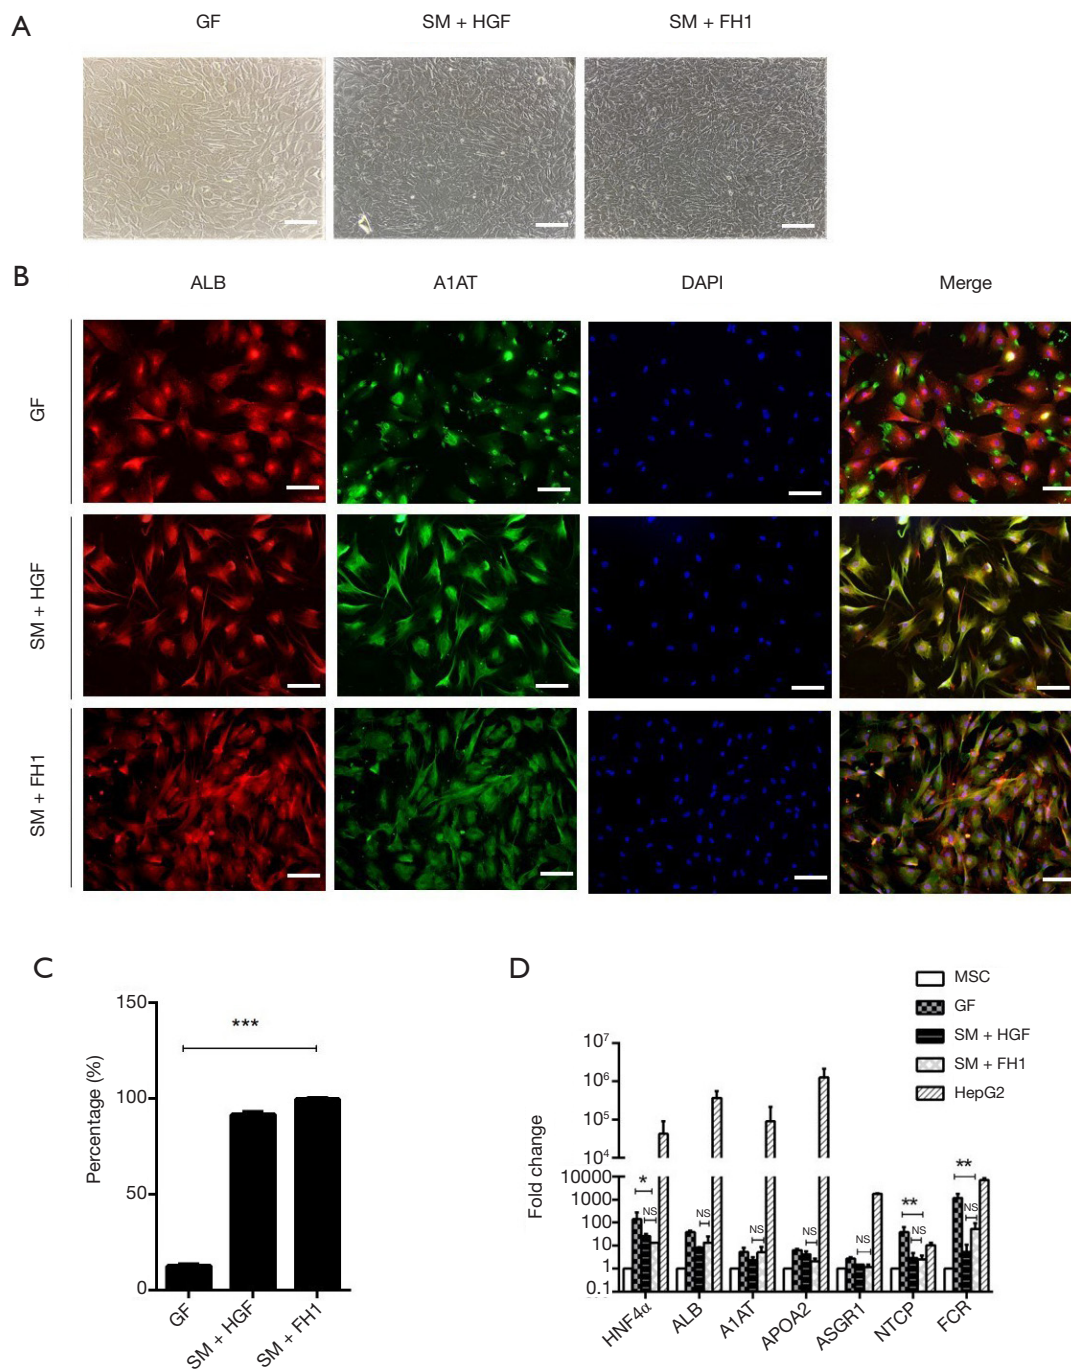 A
GF
SM + HGF
SM + FH1
B
ALB
A1AT
DAPI
Merge
GF
SM + HGF
SM + FH1
C
150
100
50
0
Percentage (%)
***
GF
SM + HGF
SM + FH1
D
MSC
GF
SM + HGF
SM + FH1
HepG2
10⁷
10⁶
10⁵
10⁴
10000
1000
100
10
1
0.1
Fold change
*
NS
NS
NS
NS
NS
**
NS
**
NS
HNF4α
ALB
A1AT
APOA2
ASGR1
NTCP
FCR